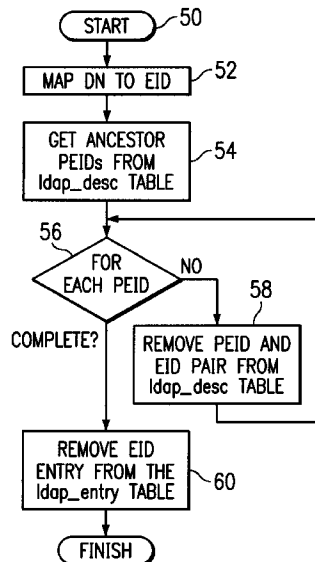 START
50
MAP DN TO EID
52
GET ANCESTOR
PEIDs FROM
ldap_desc TABLE
54
56
FOR
EACH PEID
NO
COMPLETE?
58
REMOVE PEID AND
EID PAIR FROM
ldap_desc TABLE
REMOVE EID
ENTRY FROM THE
ldap_entry TABLE
60
FINISH